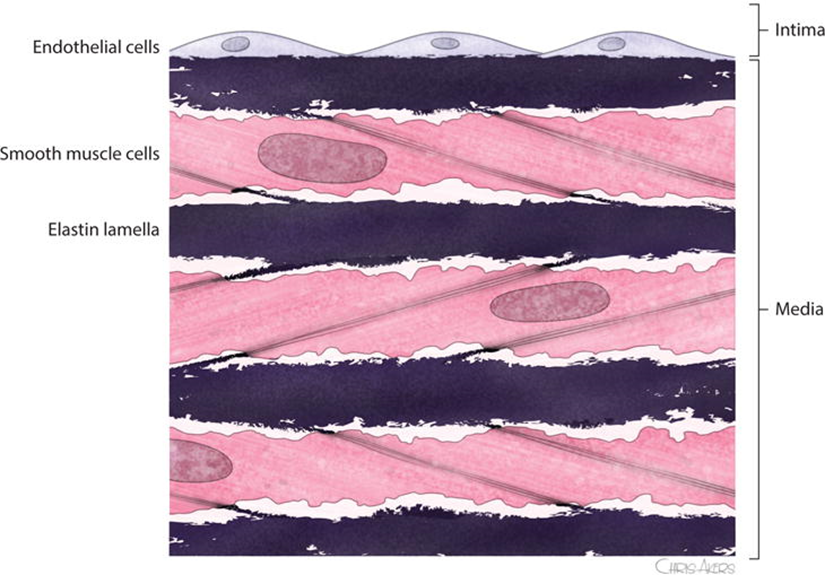 Intima
Endothelial cells
Smooth muscle cells
Elastin lamella
Media
CHRIS AKERS